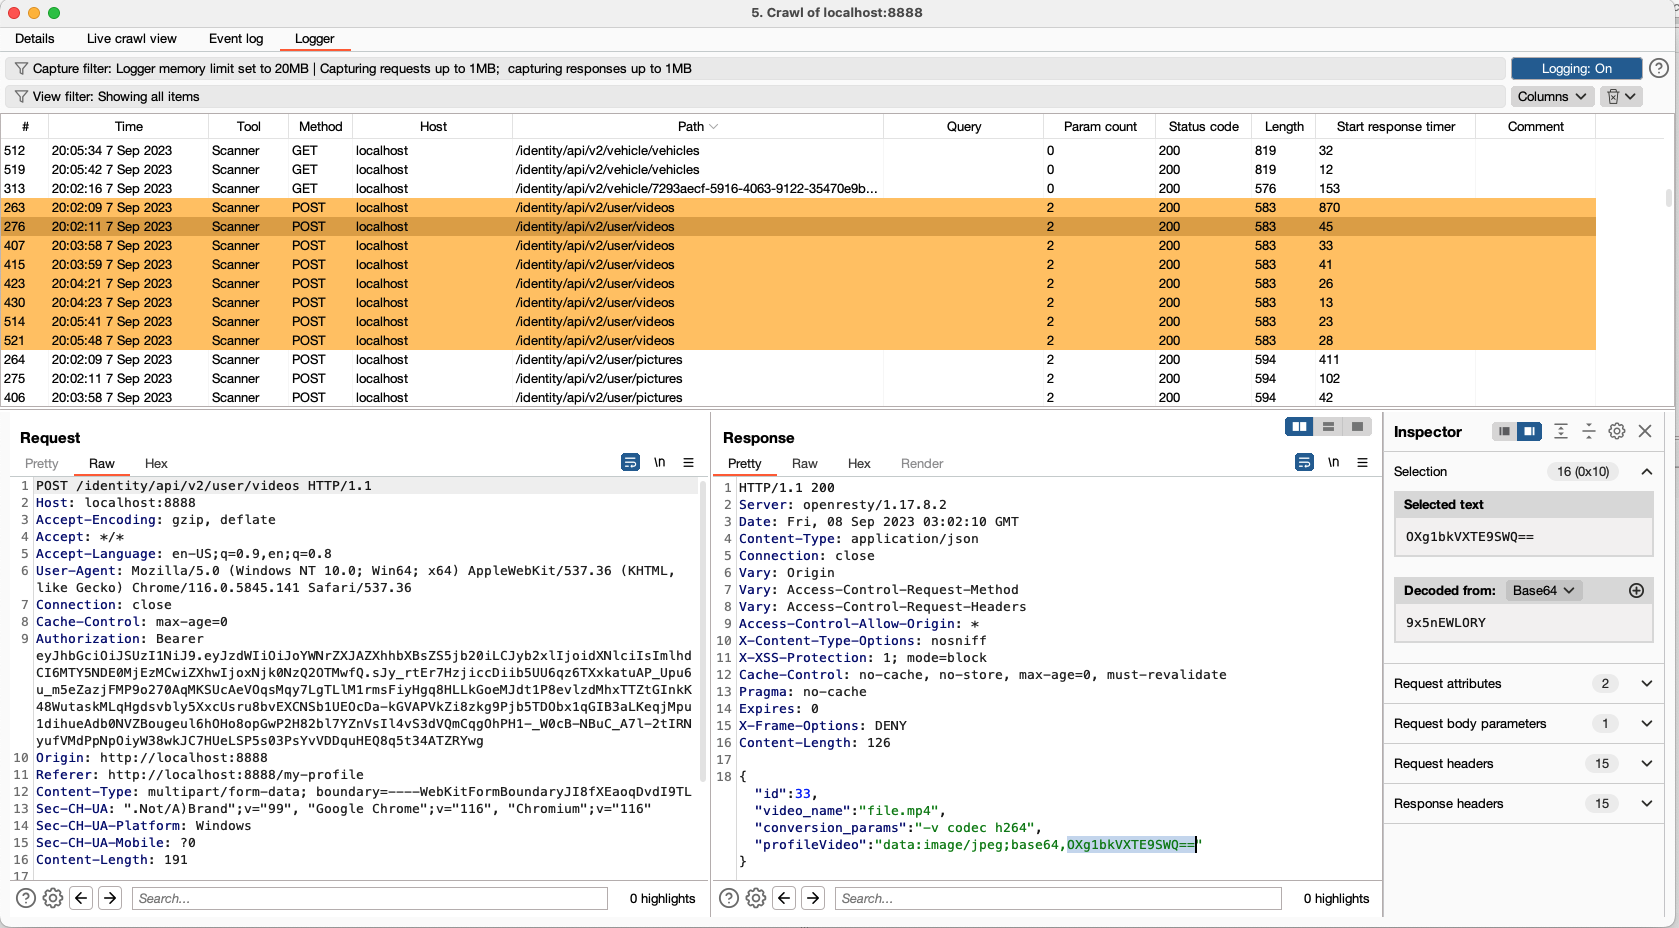 5. Crawl of localhost:8888
Details Live crawl view Event log Logger
Capture filter: Logger memory limit set to 20MB | Capturing requests up to 1MB; capturing responses up to 1MB Logging: On ?
View filter: Showing all items Columns
# Time Tool Method Host Path Query Param count Status code Length Start response timer Comment
512 20:05:34 7 Sep 2023 Scanner GET localhost /identity/api/v2/vehicle/vehicles 0 200 819 32
519 20:05:42 7 Sep 2023 Scanner GET localhost /identity/api/v2/vehicle/vehicles 0 200 819 12
313 20:02:16 7 Sep 2023 Scanner GET localhost /identity/api/v2/vehicle/7293aecf-5916-4063-9122-35470e9b... 0 200 576 153
263 20:02:09 7 Sep 2023 Scanner POST localhost /identity/api/v2/user/videos 2 200 583 870
276 20:02:11 7 Sep 2023 Scanner POST localhost /identity/api/v2/user/videos 2 200 583 45
407 20:03:58 7 Sep 2023 Scanner POST localhost /identity/api/v2/user/videos 2 200 583 33
415 20:03:59 7 Sep 2023 Scanner POST localhost /identity/api/v2/user/videos 2 200 583 41
423 20:04:21 7 Sep 2023 Scanner POST localhost /identity/api/v2/user/videos 2 200 583 26
430 20:04:23 7 Sep 2023 Scanner POST localhost /identity/api/v2/user/videos 2 200 583 13
514 20:05:41 7 Sep 2023 Scanner POST localhost /identity/api/v2/user/videos 2 200 583 23
521 20:05:48 7 Sep 2023 Scanner POST localhost /identity/api/v2/user/videos 2 200 583 28
264 20:02:09 7 Sep 2023 Scanner POST localhost /identity/api/v2/user/pictures 2 200 594 411
275 20:02:11 7 Sep 2023 Scanner POST localhost /identity/api/v2/user/pictures 2 200 594 102
406 20:03:58 7 Sep 2023 Scanner POST localhost /identity/api/v2/user/pictures 2 200 594 42
Request
Pretty Raw Hex \n
1 POST /identity/api/v2/user/videos HTTP/1.1
2 Host: localhost:8888
3 Accept-Encoding: gzip, deflate
4 Accept: */*
5 Accept-Language: en-US;q=0.9,en;q=0.8
6 User-Agent: Mozilla/5.0 (Windows NT 10.0; Win64; x64) AppleWebKit/537.36 (KHTML,
like Gecko) Chrome/116.0.5845.141 Safari/537.36
7 Connection: close
8 Cache-Control: max-age=0
9 Authorization: Bearer
eyJhbGciOiJSUzI1NiJ9.eyJzdWIiOiJoYWNrZXJAZXhhbXBsZS5jb20iLCJyb2xlIjoidXNlciIsImlhd
CI6MTY5NDE0MjEzMCwiZXhwIjoxNjk0NzQ2OTMwfQ.sJy_rtEr7HzjiccDiib5UU6qz6TXxkatuAP_Upu6
u_m5eZazjFMP9o270AqMKSUcAeVOqsMqy7LgTLlM1rmsFiyHgq8HLLkGoeMJdt1P8evlzdMhxTTZtGInkK
48WutaskMLqHgdsvbly5XxcUsru8bvEXCNSb1UEOcDa-kGVAPVkZi8zkg9Pjb5TDObx1qGIB3aLKeqjMpu
1dihueAdb0NVZBougeul6hOHo8opGwP2H82bl7YZnVsIl4vS3dVQmCqgOhPH1-_W0cB-NBuC_A7l-2tIRN
yufVMdPpNpOiyW38wkJC7HUeLSP5s03PsYvVDDquHEQ8q5t34ATZRYwg
10 Origin: http://localhost:8888
11 Referer: http://localhost:8888/my-profile
12 Content-Type: multipart/form-data; boundary=----WebKitFormBoundaryJI8fXEaoqDvdI9TL
13 Sec-CH-UA: ".Not/A)Brand";v="99", "Google Chrome";v="116", "Chromium";v="116"
14 Sec-CH-UA-Platform: Windows
15 Sec-CH-UA-Mobile: ?0
16 Content-Length: 191
17
? Search... 0 highlights
Response
Pretty Raw Hex Render \n
1 HTTP/1.1 200
2 Server: openresty/1.17.8.2
3 Date: Fri, 08 Sep 2023 03:02:10 GMT
4 Content-Type: application/json
5 Connection: close
6 Vary: Origin
7 Vary: Access-Control-Request-Method
8 Vary: Access-Control-Request-Headers
9 Access-Control-Allow-Origin: *
10 X-Content-Type-Options: nosniff
11 X-XSS-Protection: 1; mode=block
12 Cache-Control: no-cache, no-store, max-age=0, must-revalidate
13 Pragma: no-cache
14 Expires: 0
15 X-Frame-Options: DENY
16 Content-Length: 126
17
18 {
"id":33,
"video_name":"file.mp4",
"conversion_params":"-v codec h264",
"profileVideo":"data:image/jpeg;base64,OXg1bkVXTE9SWQ=="
}
? Search... 0 highlights
Inspector
Selection 16 (0x10)
Selected text
OXg1bkVXTE9SWQ==
Decoded from: Base64
9x5nEWLORY
Request attributes 2
Request body parameters 1
Request headers 15
Response headers 15